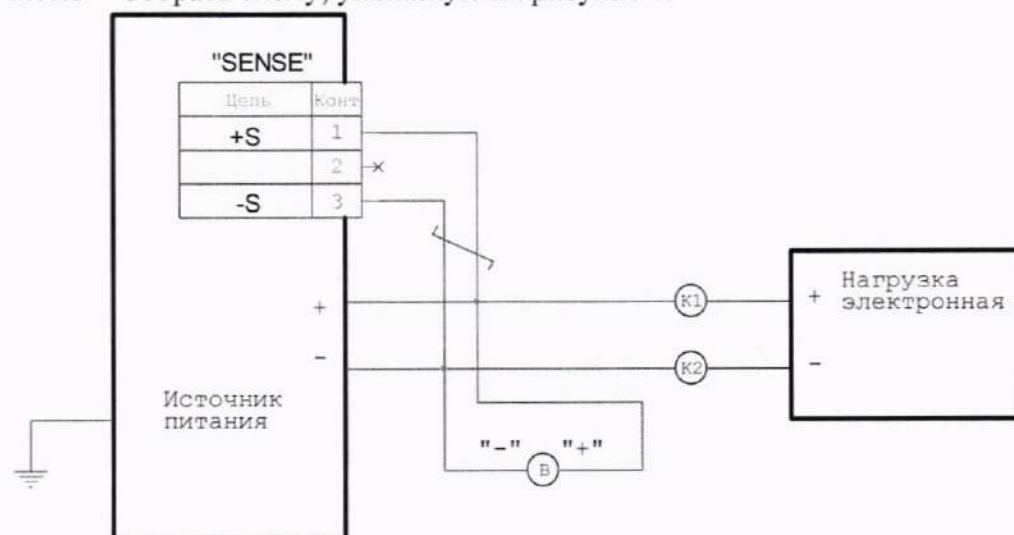 "SENSE"
Цепь Конт
+S 1
2
-S 3
+
К1
+
Нагрузка
электронная
-
К2
-
Источник
питания
"-" "+"
В